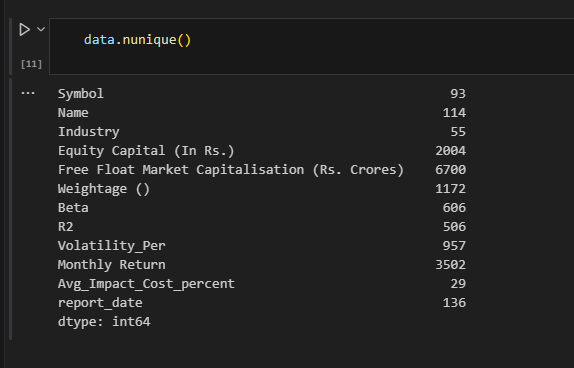 data.nunique()
[11]
...
Symbol 93
Name 114
Industry 55
Equity Capital (In Rs.) 2004
Free Float Market Capitalisation (Rs. Crores) 6700
Weightage () 1172
Beta 606
R2 506
Volatility_Per 957
Monthly Return 3502
Avg_Impact_Cost_percent 29
report_date 136
dtype: int64